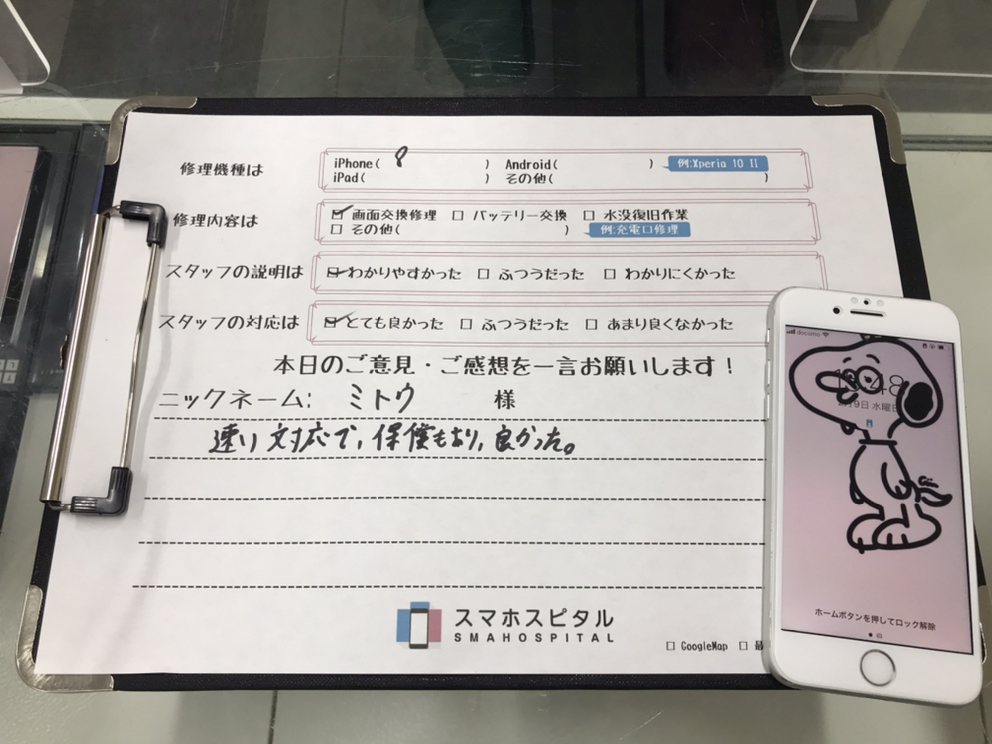 修理機種は
iPhone( 8 ) Android( ) 例:Xperia 10 II
iPad( ) その他( )
修理内容は
☑ 画面交換修理 ☐ バッテリー交換 ☐ 水没復旧作業
☐ その他( ) 例:充電口修理
スタッフの説明は ☑ わかりやすかった ☐ ふつうだった ☐ わかりにくかった
スタッフの対応は ☑ とても良かった ☐ ふつうだった ☐ あまり良くなかった
本日のご意見・ご感想を一言お願いします!
ニックネーム: ミトウ 様
速い対応で、保償もあり、良かった。
スマホスピタル
SMAHOSPITAL
☐ GoogleMap ☐
docomo
水曜日
ホームボタンを押してロック解除